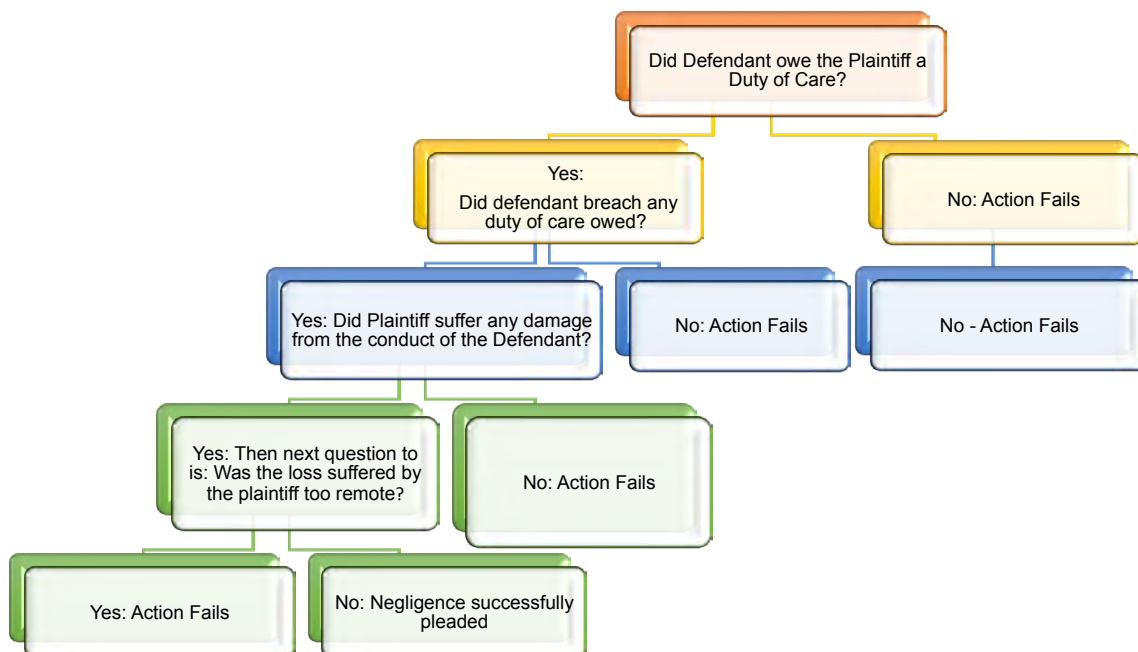 Did Defendant owe the Plaintiff a
Duty of Care?
Yes:
Did defendant breach any
duty of care owed?
No: Action Fails
Yes: Did Plaintiff suffer any damage
from the conduct of the Defendant?
No: Action Fails
No - Action Fails
Yes: Then next question to
is: Was the loss suffered by
the plaintiff too remote?
No: Action Fails
Yes: Action Fails
No: Negligence successfully
pleaded